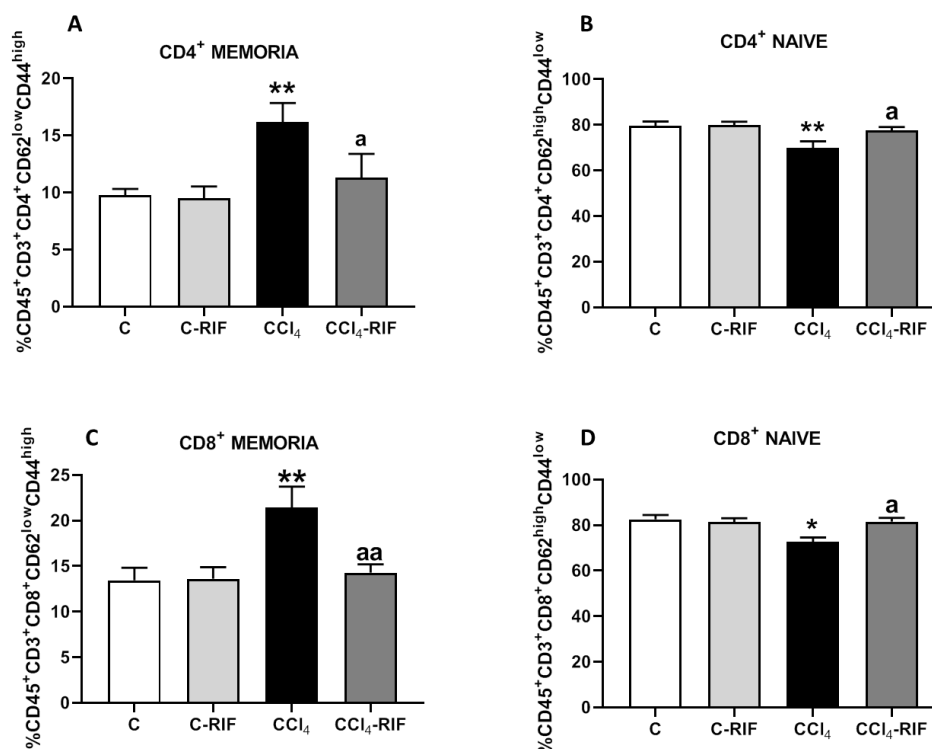 A
CD4⁺ MEMORIA
%CD45⁺CD3⁺CD4⁺CD62ˡᵒʷCD44ʰⁱᵍʰ
20
15
10
5
0
**
a
C
C-RIF
CCl₄
CCl₄-RIF
B
CD4⁺ NAIVE
%CD45⁺CD3⁺CD4⁺CD62ʰⁱᵍʰCD44ˡᵒʷ
100
80
60
40
20
0
**
a
C
C-RIF
CCl₄
CCl₄-RIF
C
CD8⁺ MEMORIA
%CD45⁺CD3⁺CD8⁺CD62ˡᵒʷCD44ʰⁱᵍʰ
25
20
15
10
5
0
**
aa
C
C-RIF
CCl₄
CCl₄-RIF
D
CD8⁺ NAIVE
%CD45⁺CD3⁺CD8⁺CD62ʰⁱᵍʰCD44ˡᵒʷ
100
80
60
40
20
0
*
a
C
C-RIF
CCl₄
CCl₄-RIF